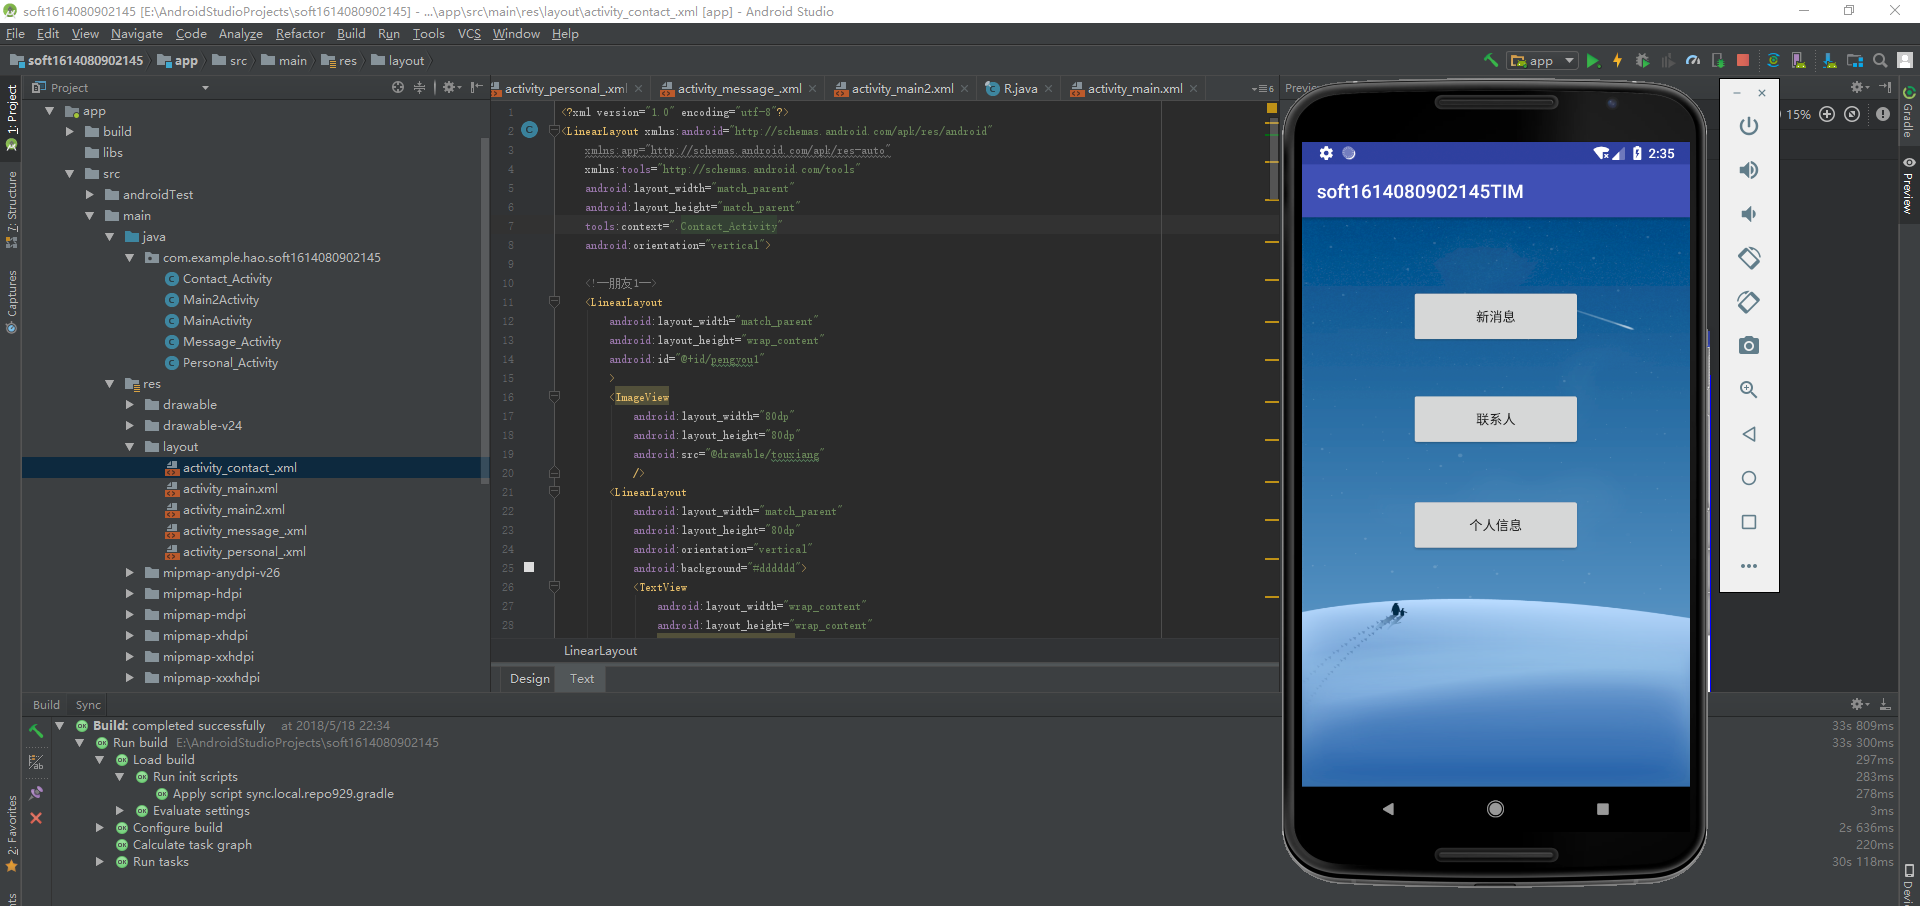 soft1614080902145 [E:\AndroidStudioProjects\soft1614080902145] - ...\app\src\main\res\layout\activity_contact_.xml [app] - Android Studio
File Edit View Navigate Code Analyze Refactor Build Run Tools VCS Window Help
soft1614080902145 app src main res layout
app
Project
activity_personal_.xml activity_message_.xml activity_main2.xml R.java activity_main.xml
6
15%
1: Project
Z: Structure
Captures
2: Favorites
Gradle
Preview
app
build
libs
src
androidTest
main
java
com.example.hao.soft1614080902145
Contact_Activity
Main2Activity
MainActivity
Message_Activity
Personal_Activity
res
drawable
drawable-v24
layout
activity_contact_.xml
activity_main.xml
activity_main2.xml
activity_message_.xml
activity_personal_.xml
mipmap-anydpi-v26
mipmap-hdpi
mipmap-mdpi
mipmap-xhdpi
mipmap-xxhdpi
mipmap-xxxhdpi
1 <?xml version="1.0" encoding="utf-8"?>
2 <LinearLayout xmlns:android="http://schemas.android.com/apk/res/android"
3 xmlns:app="http://schemas.android.com/apk/res-auto"
4 xmlns:tools="http://schemas.android.com/tools"
5 android:layout_width="match_parent"
6 android:layout_height="match_parent"
7 tools:context=".Contact_Activity"
8 android:orientation="vertical">
9
10 <!--朋友1-->
11 <LinearLayout
12 android:layout_width="match_parent"
13 android:layout_height="wrap_content"
14 android:id="@+id/pengyou1"
15 >
16 <ImageView
17 android:layout_width="80dp"
18 android:layout_height="80dp"
19 android:src="@drawable/touxiang"
20 />
21 <LinearLayout
22 android:layout_width="match_parent"
23 android:layout_height="80dp"
24 android:orientation="vertical"
25 android:background="#dddddd">
26 <TextView
27 android:layout_width="wrap_content"
28 android:layout_height="wrap_content"
LinearLayout
Design Text
2:35
soft1614080902145TIM
新消息
联系人
个人信息
Build Sync
Build: completed successfully at 2018/5/18 22:34 33s 809ms
Run build E:\AndroidStudioProjects\soft1614080902145 33s 300ms
Load build 297ms
Run init scripts 283ms
Apply script sync.local.repo929.gradle 278ms
Evaluate settings 3ms
Configure build 2s 636ms
Calculate task graph 220ms
Run tasks 30s 118ms